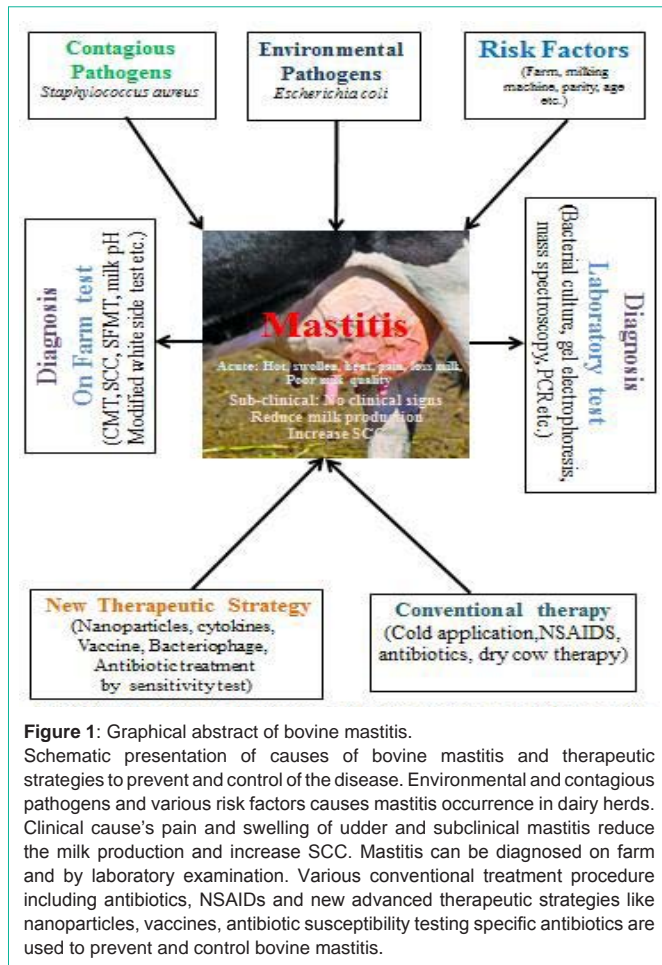 Contagious
Pathogens
Staphylococcus aureus
Environmental
Pathogens
Escherichia coli
Risk Factors
(Farm, milking
machine, parity, age
etc.)
Diagnosis
On Farm test
(CMT, SCC, SFMT, milk pH
Modified white side test etc.)
Mastitis
Acute: Hot, swollen, heat, pain, less milk,
Poor milk quality
Sub-clinical: No clinical signs
Reduce milk production
Increase SCC
Diagnosis
Laboratory test
(Bacterial culture, gel electrophoresis,
mass spectroscopy, PCR etc.)
New Therapeutic Strategy
(Nanoparticles, cytokines,
Vaccine, Bacteriophage,
Antibiotic treatment
by sensitivity test)
Conventional therapy
(Cold application,NSAIDS,
antibiotics, dry cow therapy)
Figure 1: Graphical abstract of bovine mastitis.
Schematic presentation of causes of bovine mastitis and therapeutic
strategies to prevent and control of the disease. Environmental and contagious
pathogens and various risk factors causes mastitis occurrence in dairy herds.
Clinical cause's pain and swelling of udder and subclinical mastitis reduce
the milk production and increase SCC. Mastitis can be diagnosed on farm
and by laboratory examination. Various conventional treatment procedure
including antibiotics, NSAIDs and new advanced therapeutic strategies like
nanoparticles, vaccines, antibiotic susceptibility testing specific antibiotics are
used to prevent and control bovine mastitis.